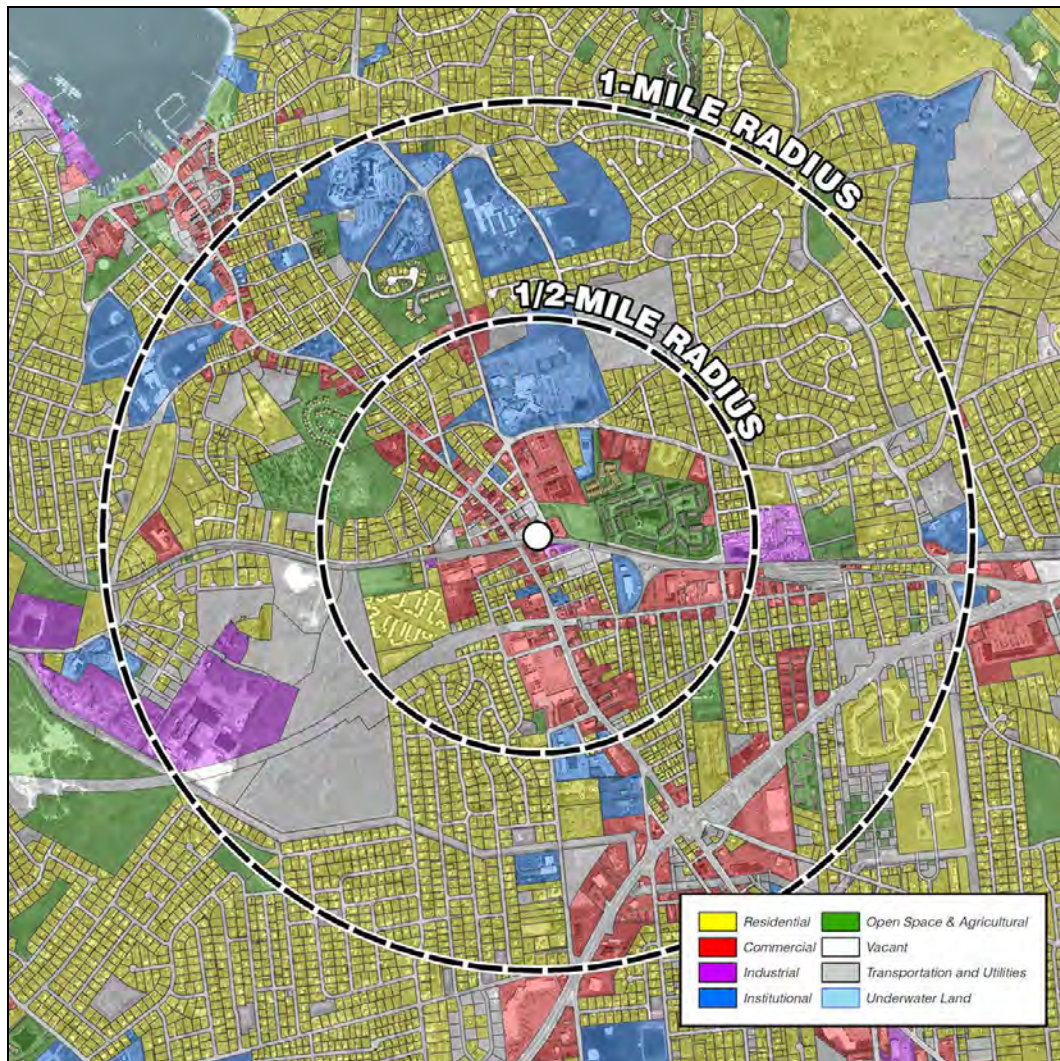 1-MILE RADIUS
1/2-MILE RADIUS
Residential
Commercial
Industrial
Institutional
Open Space & Agricultural
Vacant
Transportation and Utilities
Underwater Land